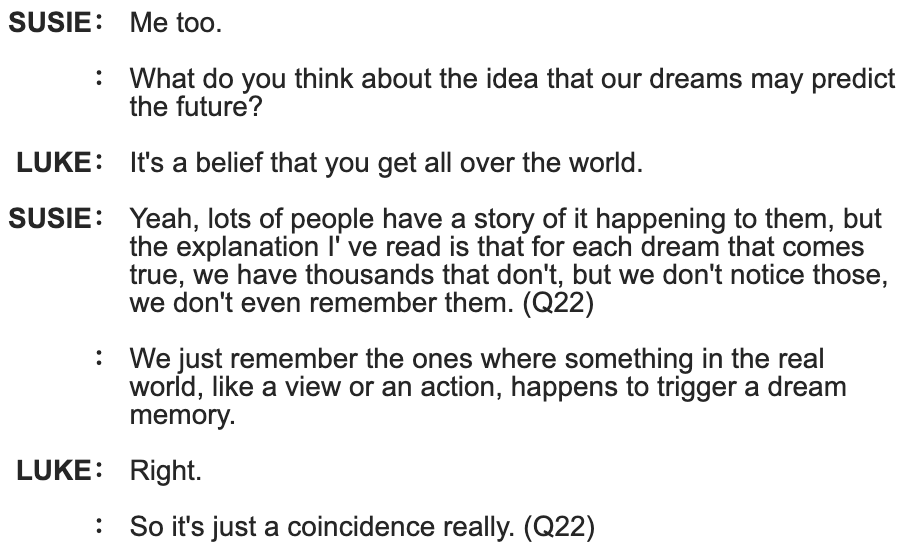 SUSIE: Me too.
: What do you think about the idea that our dreams may predict
the future?
LUKE: It's a belief that you get all over the world.
SUSIE: Yeah, lots of people have a story of it happening to them, but
the explanation I' ve read is that for each dream that comes
true, we have thousands that don't, but we don't notice those,
we don't even remember them. (Q22)
: We just remember the ones where something in the real
world, like a view or an action, happens to trigger a dream
memory.
LUKE: Right.
: So it's just a coincidence really. (Q22)